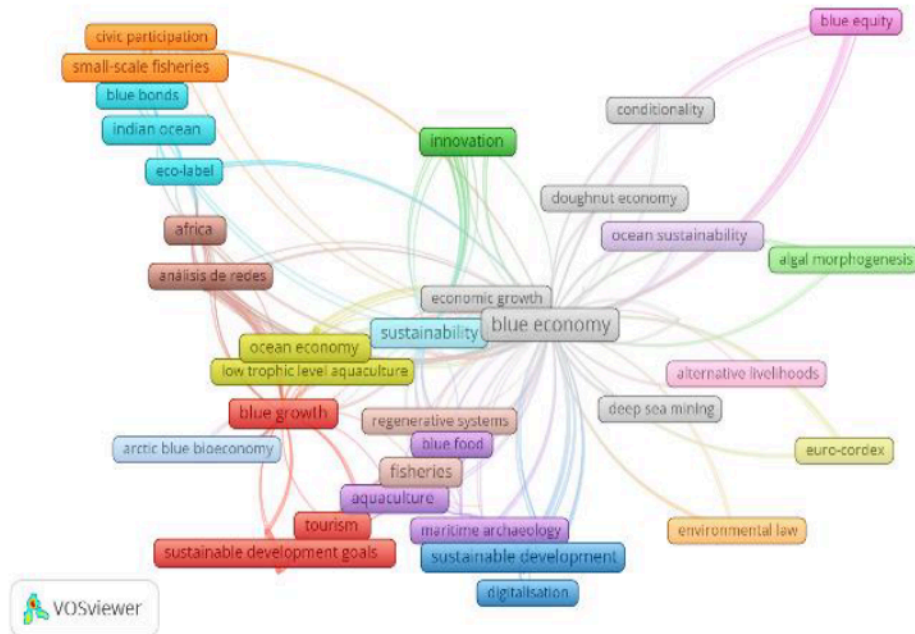 blue equity
civic participation
small-scale fisheries
blue bonds
conditionality
indian ocean
innovation
eco-label
doughnut economy
africa
ocean sustainability
algal morphogenesis
análisis de redes
economic growth
blue economy
sustainability
ocean economy
low trophic level aquaculture
alternative livelihoods
blue growth
deep sea mining
regenerative systems
arctic blue bioeconomy
blue food
euro-cordex
fisheries
aquaculture
tourism
maritime archaeology
environmental law
sustainable development goals
sustainable development
digitalisation
VOSviewer